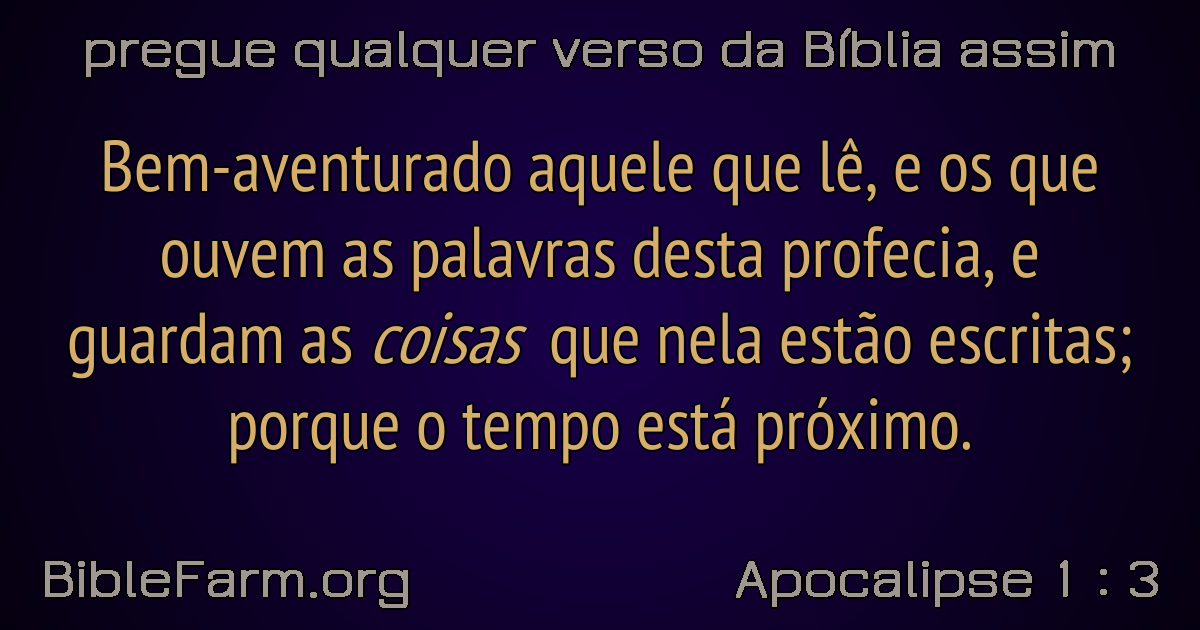 pregue qualquer verso da Bíblia assim
Bem-aventurado aquele que lê, e os que
ouvem as palavras desta profecia, e
guardam as coisas que nela estão escritas;
porque o tempo está próximo.
BibleFarm.org
Apocalipse 1 : 3